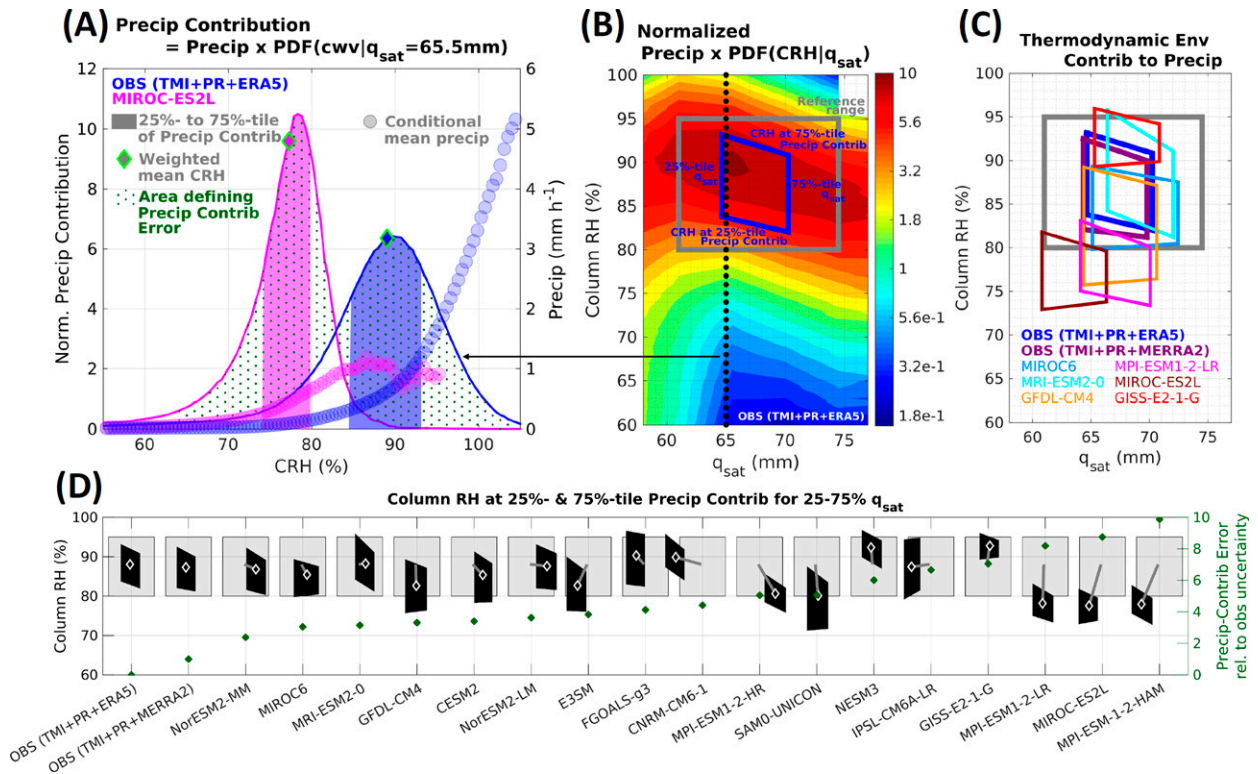 (A)
Precip Contribution
= Precip x PDF(cwv|qsat=65.5mm)
OBS (TMI+PR+ERA5)
MIROC-ES2L
25%- to 75%-tile
of Precip Contrib
Weighted
mean CRH
Area defining
Precip Contrib
Error
Conditional
mean precip
Norm. Precip Contribution
12
10
8
6
4
2
0
Precip (mm h-1)
6
5
4
3
2
1
0
60 70 80 90 100
CRH (%)
(B)
Normalized
Precip x PDF(CRH|qsat)
Reference
range
CRH at 75%-tile
Precip Contrib
25%-tile
qsat
75%-tile
qsat
CRH at 25%-tile
Precip Contrib
OBS (TMI+PR+ERA5)
Column RH (%)
100
95
90
85
80
75
70
65
60
60 65 70 75
qsat (mm)
10
5.6
3.2
1.8
1
5.6e-1
3.2e-1
1.8e-1
(C)
Thermodynamic Env
Contrib to Precip
Column RH (%)
100
95
90
85
80
75
70
65
60
OBS (TMI+PR+ERA5)
OBS (TMI+PR+MERRA2)
MIROC6 MPI-ESM1-2-LR
MRI-ESM2-0 MIROC-ES2L
GFDL-CM4 GISS-E2-1-G
60 65 70 75
qsat (mm)
(D)
Column RH at 25%- & 75%-tile Precip Contrib for 25-75% qsat
Column RH (%)
100
90
80
70
60
Precip-Contrib Error
rel. to obs uncertainty
10
8
6
4
2
0
OBS (TMI+PR+ERA5)
OBS (TMI+PR+MERRA2)
NorESM2-MM
MIROC6
MRI-ESM2-0
GFDL-CM4
CESM2
NorESM2-LM
E3SM
FGOALS-g3
CNRM-CM6-1
MPI-ESM1-2-HR
SAM0-UNICON
NESM3
IPSL-CM6A-LR
GISS-E2-1-G
MPI-ESM1-2-LR
MIROC-ES2L
MPI-ESM-1-2-HAM